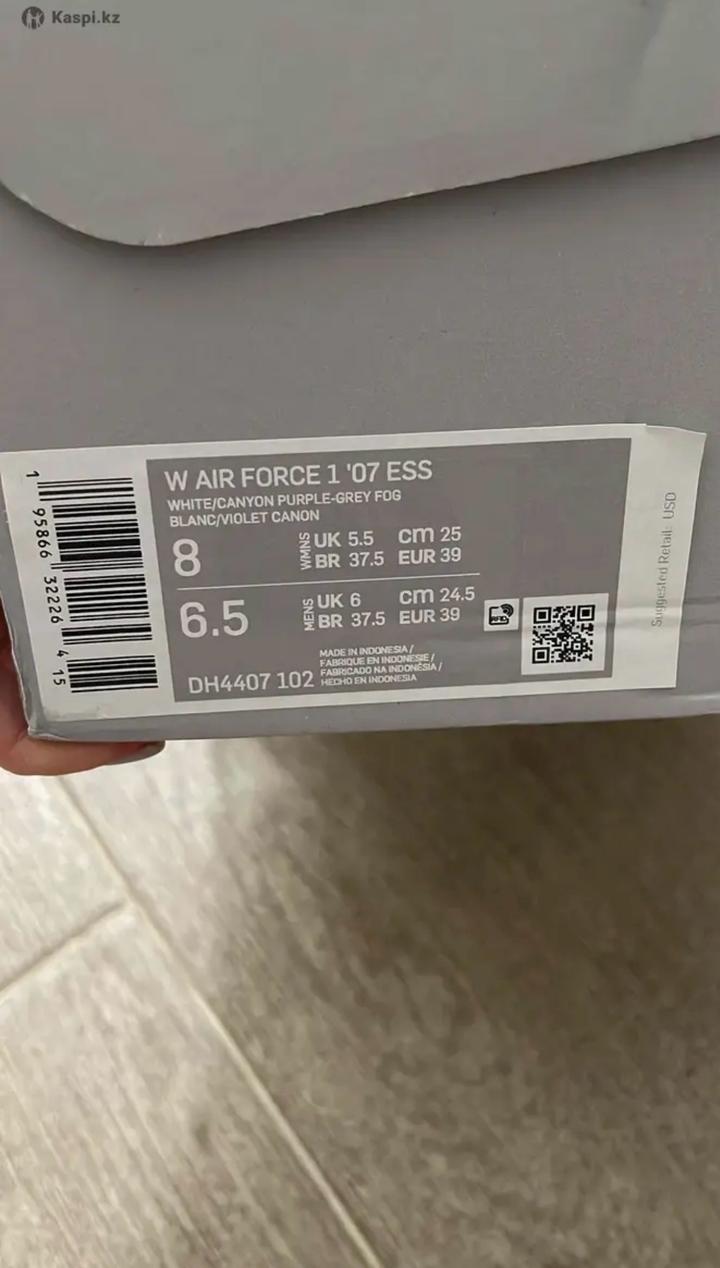 Kaspi.kz
W AIR FORCE 1 '07 ESS
WHITE/CANYON PURPLE-GREY FOG
BLANC/VIOLET CANON
8
WMNS
UK 5.5 cm 25
BR 37.5 EUR 39
6.5
MENS
UK 6 cm 24.5
BR 37.5 EUR 39
DH4407 102
MADE IN INDONESIA /
FABRIQUE EN INDONESIE /
FABRICADO NA INDONÉSIA /
HECHO EN INDONESIA
RFID
1 95866 32226 4 15
Suggested Retail: USD